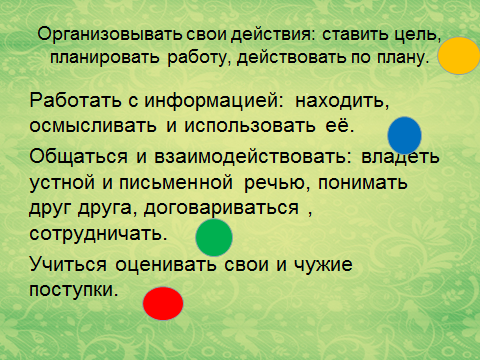 Организовывать свои действия: ставить цель,
планировать работу, действовать по плану.
Работать с информацией: находить,
осмысливать и использовать её.
Общаться и взаимодействовать: владеть
устной и письменной речью, понимать
друг друга, договариваться ,
сотрудничать.
Учиться оценивать свои и чужие
поступки.